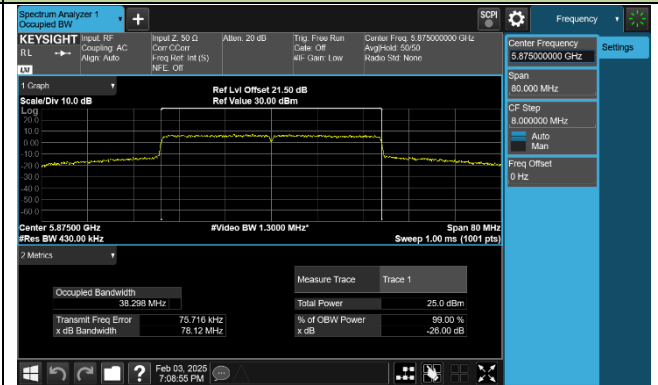 Spectrum Analyzer 1
Occupied BW
+
SCPI
Frequency
KEYSIGHT
RL
LXI
Input: RF
Coupling: AC
Align: Auto
Input Z: 50 Ω
Corr CCorr
Freq Ref: Int (S)
NFE: Off
Atten: 20 dB
Trig: Free Run
Gate: Off
#IF Gain: Low
Center Freq: 5.875000000 GHz
Avg|Hold: 50/50
Radio Std: None
Center Frequency
5.875000000 GHz
Settings
Span
80.000 MHz
CF Step
8.000000 MHz
Auto
Man
Freq Offset
0 Hz
1 Graph
Scale/Div 10.0 dB
Ref Lvl Offset 21.50 dB
Ref Value 30.00 dBm
Log
20.0
10.0
0.00
-10.0
-20.0
-30.0
-40.0
-50.0
-60.0
Center 5.87500 GHz
#Video BW 1.3000 MHz*
Span 80 MHz
#Res BW 430.00 kHz
Sweep 1.00 ms (1001 pts)
2 Metrics
Measure Trace
Trace 1
Occupied Bandwidth
38.298 MHz
Total Power
25.0 dBm
Transmit Freq Error
75.716 kHz
% of OBW Power
99.00 %
x dB Bandwidth
78.12 MHz
x dB
-26.00 dB
?
Feb 03, 2025
7:08:55 PM